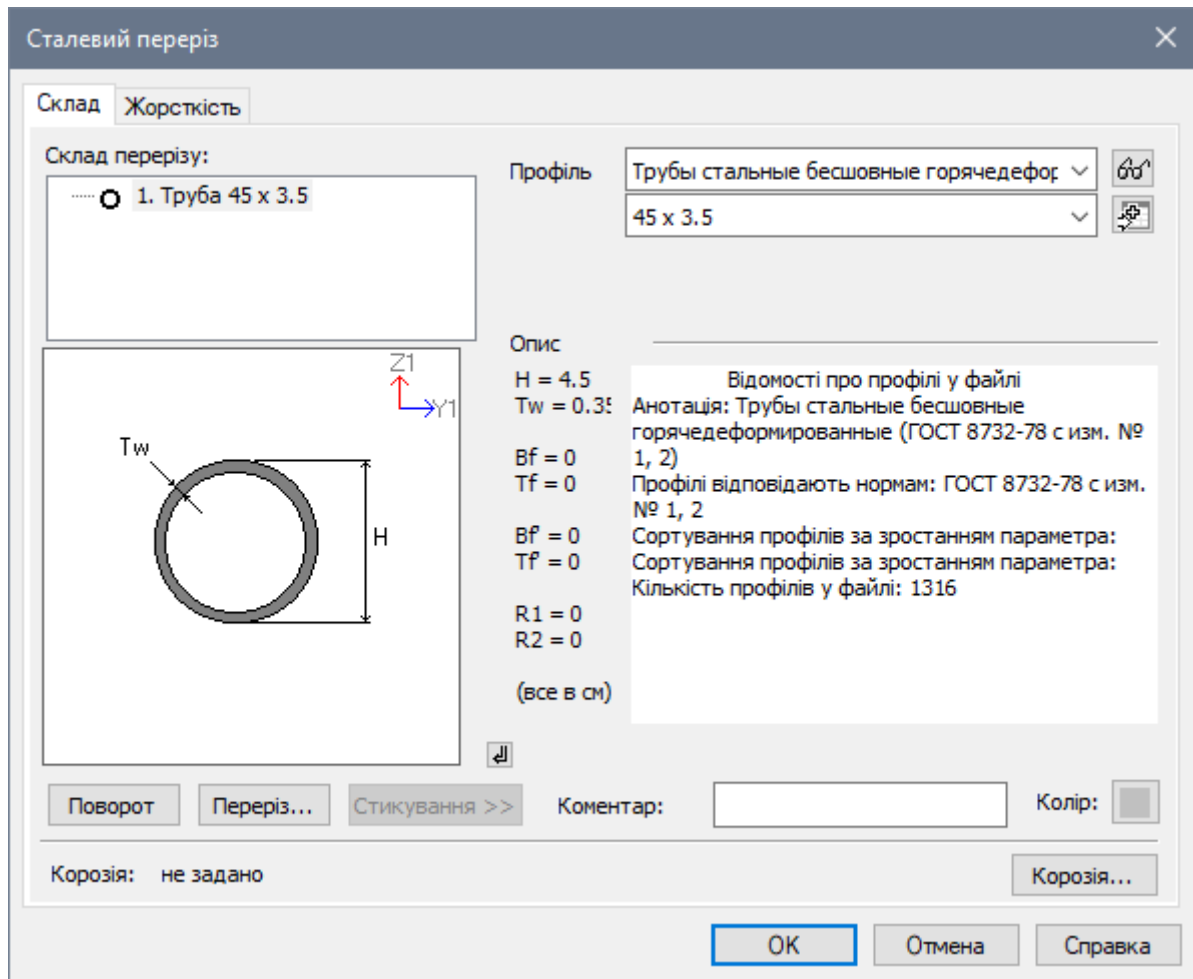 Сталевий переріз
Склад
Жорсткість
Склад перерізу:
1. Труба 45 x 3.5
Профіль
Трубы стальные бесшовные горячедефор
45 x 3.5
Z1
Y1
Tw
H
Опис
H = 4.5
Tw = 0.35
Bf = 0
Tf = 0
Bf' = 0
Tf' = 0
R1 = 0
R2 = 0
(все в см)
Відомості про профілі у файлі
Анотація: Трубы стальные бесшовные
горячедеформированные (ГОСТ 8732-78 с изм. №
1, 2)
Профілі відповідають нормам: ГОСТ 8732-78 с изм.
№ 1, 2
Сортування профілів за зростанням параметра:
Сортування профілів за зростанням параметра:
Кількість профілів у файлі: 1316
Поворот
Переріз...
Стикування >>
Коментар:
Колір:
Корозія: не задано
Корозія...
OK
Отмена
Справка